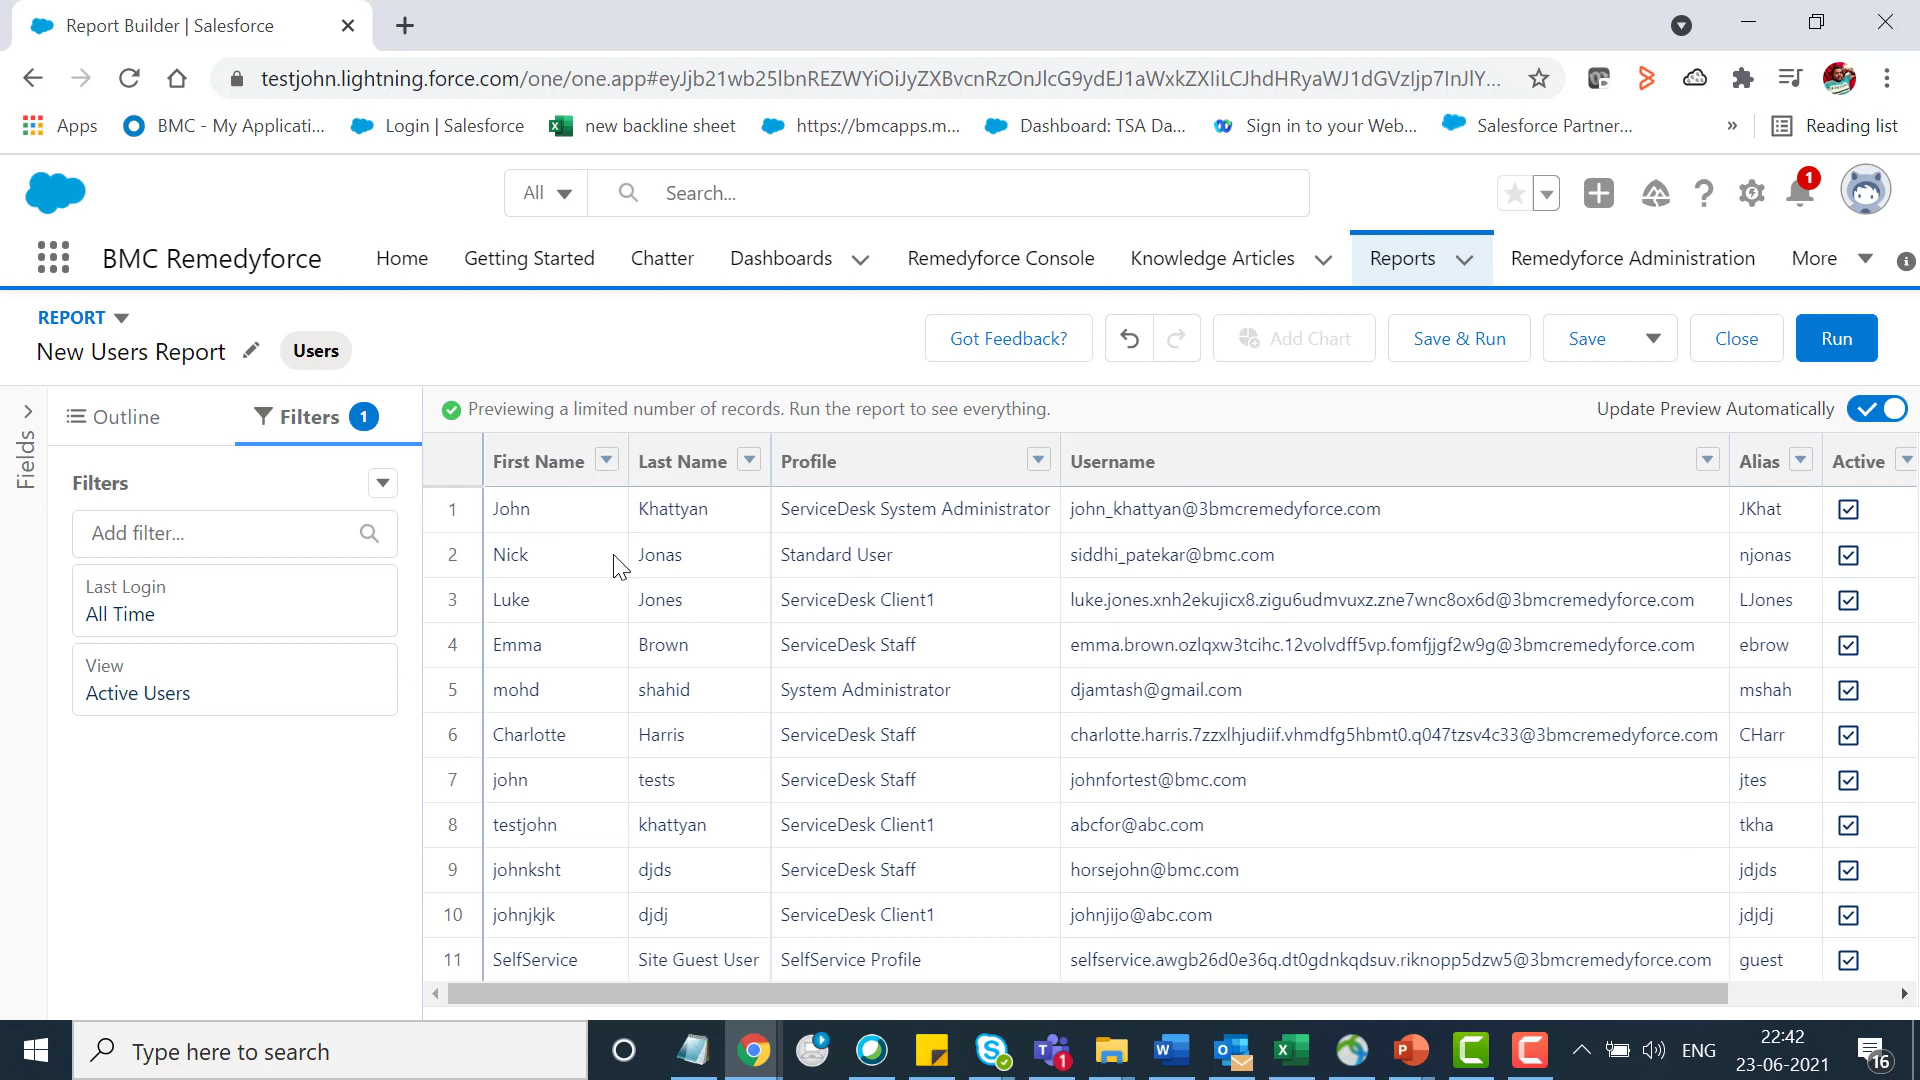 Report Builder | Salesforce
testjohn.lightning.force.com/one/one.app#eyJjb21wb25lbnREZWYiOiJyZXBvcnRzOnJlcG9ydEJ1aWxkZXIiLCJhdHRyaWJ1dGVzIjp7InJlY...
Apps BMC - My Applicati... Login | Salesforce new backline sheet https://bmcapps.m... Dashboard: TSA Da... Sign in to your Web... Salesforce Partner... » Reading list
All Search... 1
BMC Remedyforce Home Getting Started Chatter Dashboards Remedyforce Console Knowledge Articles Reports Remedyforce Administration More
REPORT
New Users Report Users
Got Feedback? Add Chart Save & Run Save Close Run
Fields
Outline Filters 1
Previewing a limited number of records. Run the report to see everything. Update Preview Automatically
Filters
Add filter...
Last Login
All Time
View
Active Users
First Name Last Name Profile Username Alias Active
1 John Khattyan ServiceDesk System Administrator john_khattyan@3bmcremedyforce.com JKhat
2 Nick Jonas Standard User siddhi_patekar@bmc.com njonas
3 Luke Jones ServiceDesk Client1 luke.jones.xnh2ekujicx8.zigu6udmvuxz.zne7wnc8ox6d@3bmcremedyforce.com LJones
4 Emma Brown ServiceDesk Staff emma.brown.ozlqxw3tcihc.12volvdff5vp.fomfjjgf2w9g@3bmcremedyforce.com ebrow
5 mohd shahid System Administrator djamtash@gmail.com mshah
6 Charlotte Harris ServiceDesk Staff charlotte.harris.7zzxlhjudiif.vhmdfg5hbmt0.q047tzsv4c33@3bmcremedyforce.com CHarr
7 john tests ServiceDesk Staff johnfortest@bmc.com jtes
8 testjohn khattyan ServiceDesk Client1 abcfor@abc.com tkha
9 johnksht djds ServiceDesk Staff horsejohn@bmc.com jdjds
10 johnjkjk djdj ServiceDesk Client1 johnjijo@abc.com jdjdj
11 SelfService Site Guest User SelfService Profile selfservice.awgb26d0e36q.dt0gdnkqdsuv.riknopp5dzw5@3bmcremedyforce.com guest
Type here to search
ENG
22:42
23-06-2021
16